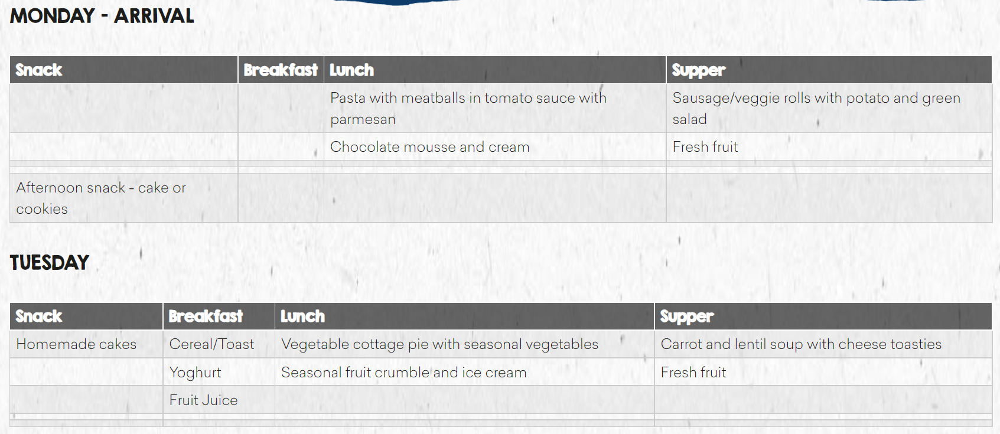 MONDAY - ARRIVAL
Snack Breakfast Lunch Supper
Pasta with meatballs in tomato sauce with Sausage/veggie rolls with potato and green
parmesan salad
Chocolate mousse and cream Fresh fruit
Afternoon snack - cake or
cookies
TUESDAY
Snack Breakfast Lunch Supper
Homemade cakes Cereal/Toast Vegetable cottage pie with seasonal vegetables Carrot and lentil soup with cheese toasties
Yoghurt Seasonal fruit crumble and ice cream Fresh fruit
Fruit Juice